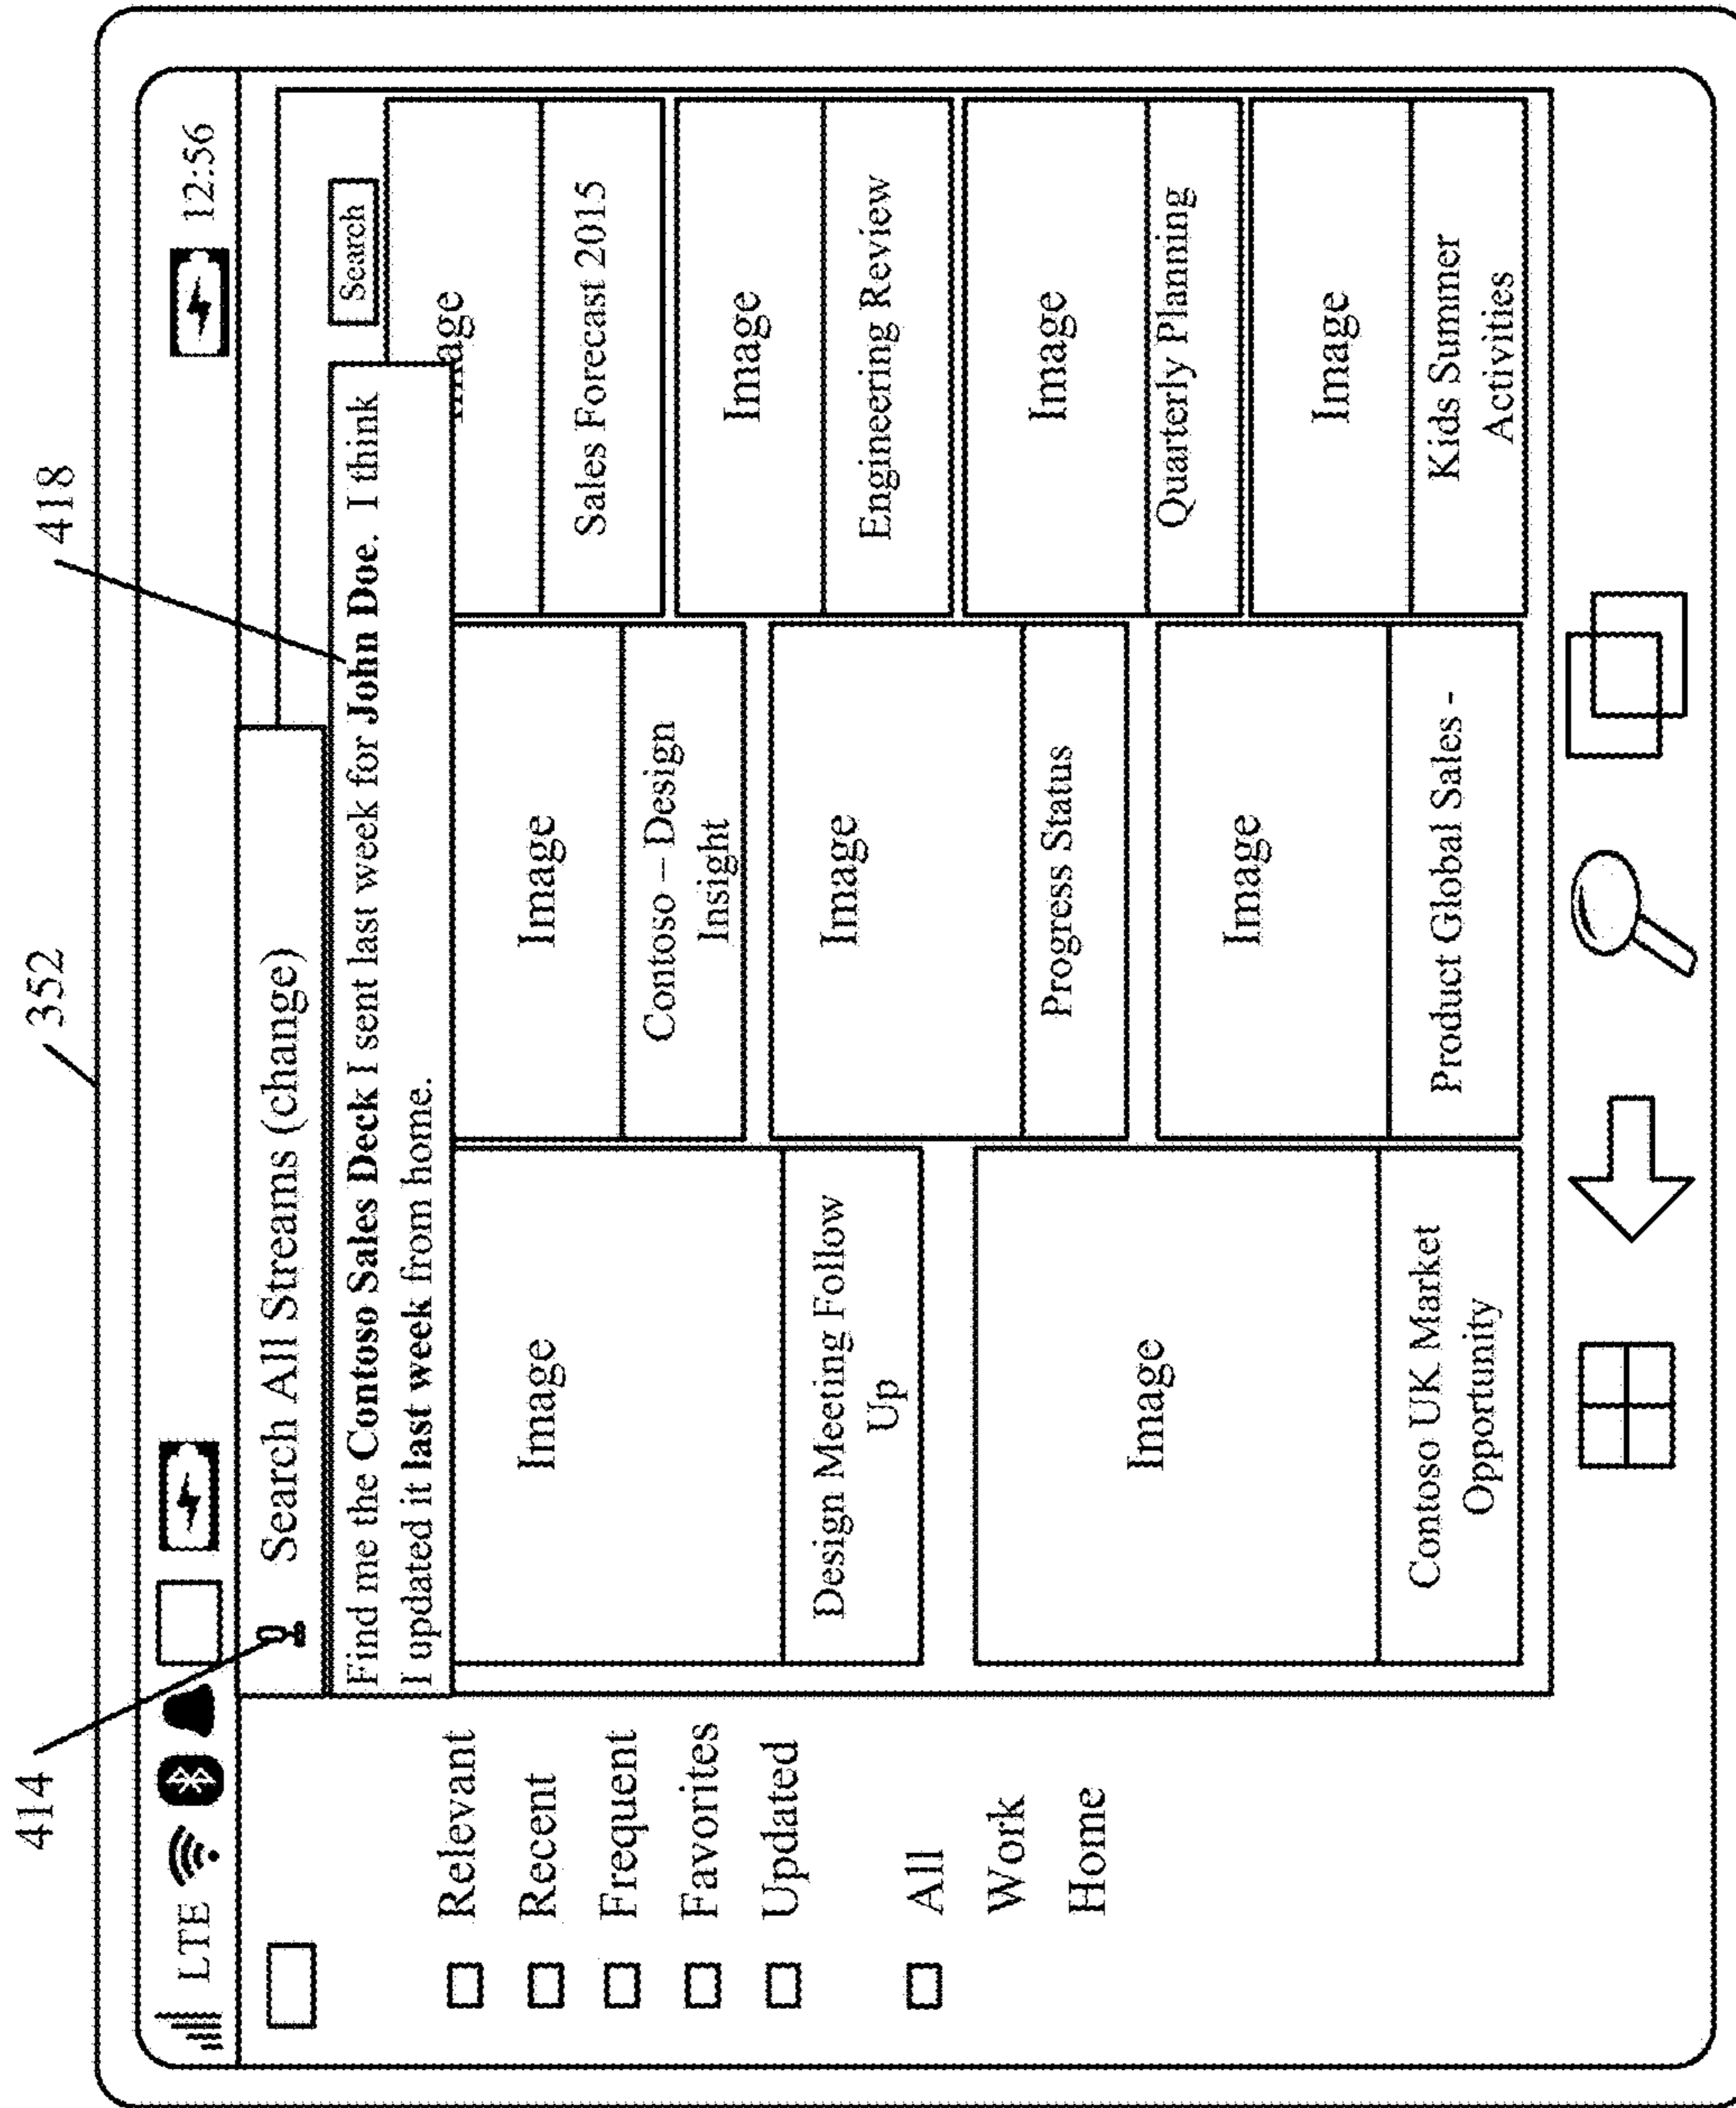 352
414
418
LTE
12:56
Search All Streams (change)
Search
Find me the Contoso Sales Deck I sent last week for John Doe. I think
I updated it last week from home.
Relevant
Recent
Frequent
Favorites
Updated
All
Work
Home
Image
Design Meeting Follow
Up
Image
Contoso UK Market
Opportunity
Image
Contoso – Design
Insight
Image
Progress Status
Image
Product Global Sales -
Sales Forecast 2015
Image
Engineering Review
Image
Quarterly Planning
Image
Kids Summer
Activities